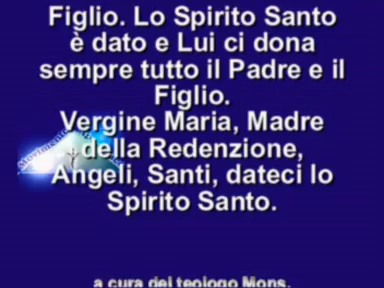 Figlio. Lo Spirito Santo
è dato e Lui ci dona
sempre tutto il Padre e il
Figlio.
Vergine Maria, Madre
della Redenzione,
Angeli, Santi, dateci lo
Spirito Santo.
Movimento
a cura del teologo Mons.